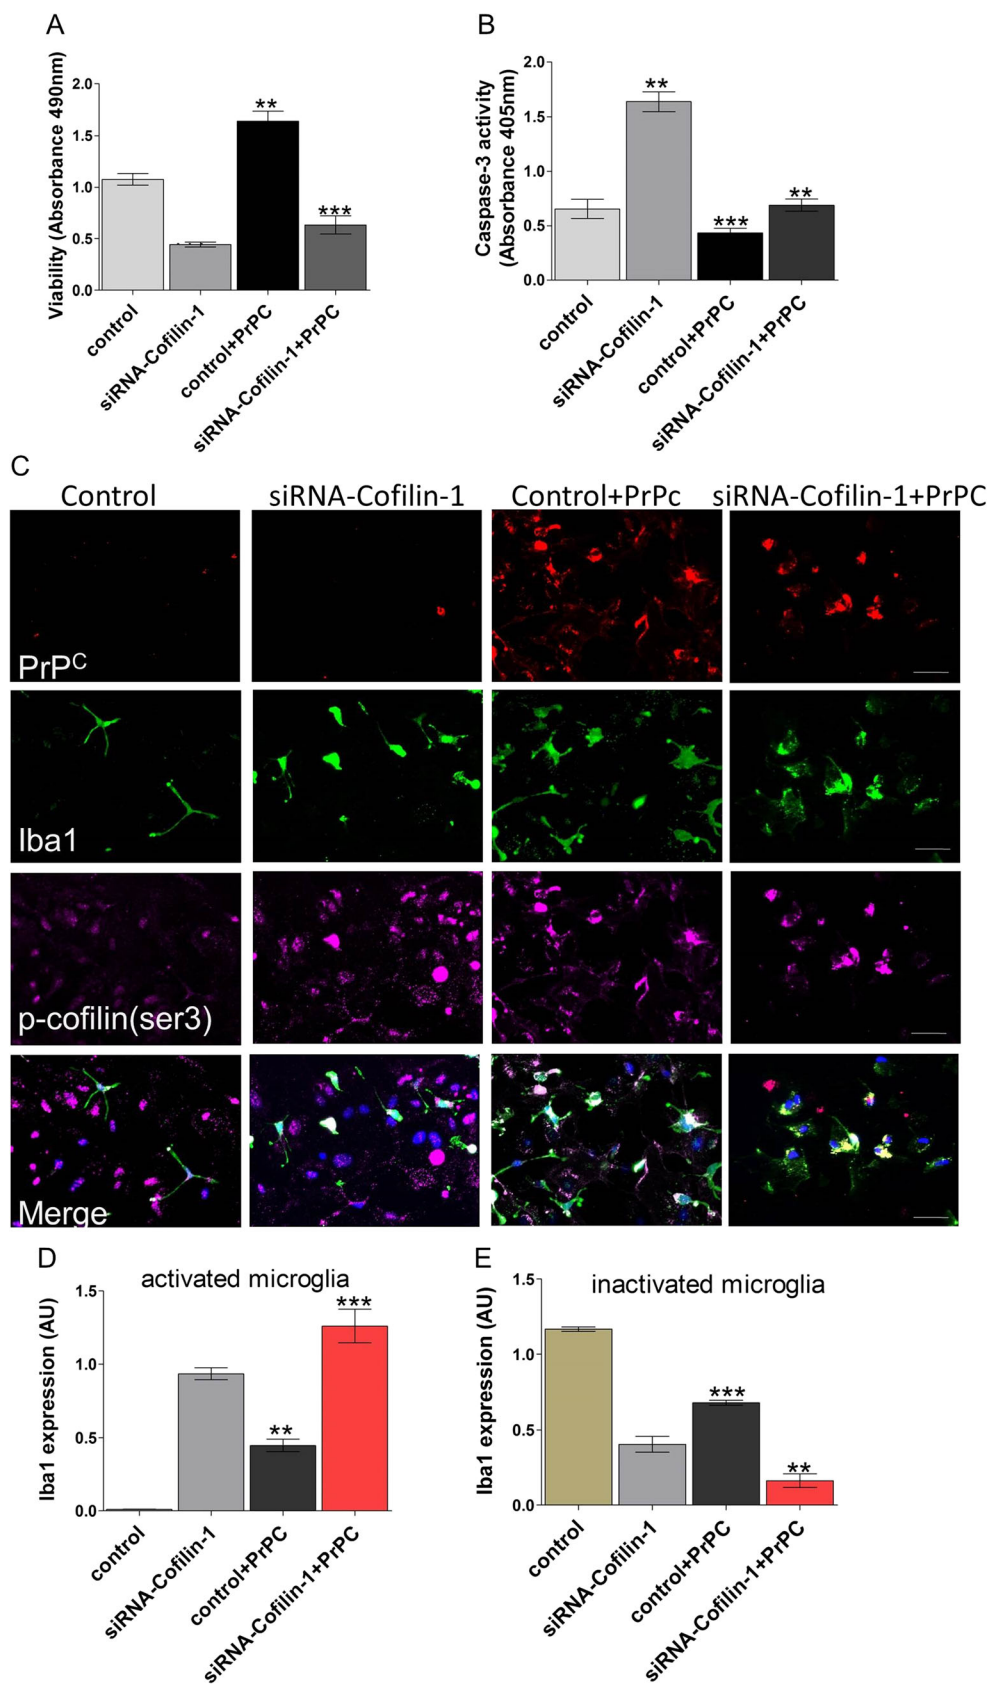 A
Viability (Absorbance 490nm)
2.0
1.5
1.0
0.5
0.0
**
***
control
siRNA-Cofilin-1
control+PrPC
siRNA-Cofilin-1+PrPC
B
Caspase-3 activity
(Absorbance 405nm)
2.0
1.5
1.0
0.5
0.0
**
***
**
control
siRNA-Cofilin-1
control+PrPC
siRNA-Cofilin-1+PrPC
C
Control
siRNA-Cofilin-1
Control+PrPc
siRNA-Cofilin-1+PrPC
PrPᶜ
Iba1
p-cofilin(ser3)
Merge
D
activated microglia
Iba1 expression (AU)
1.5
1.0
0.5
0.0
**
***
control
siRNA-Cofilin-1
control+PrPC
siRNA-Cofilin-1+PrPC
E
inactivated microglia
Iba1 expression (AU)
1.5
1.0
0.5
0.0
***
**
control
siRNA-Cofilin-1
control+PrPC
siRNA-Cofilin-1+PrPC